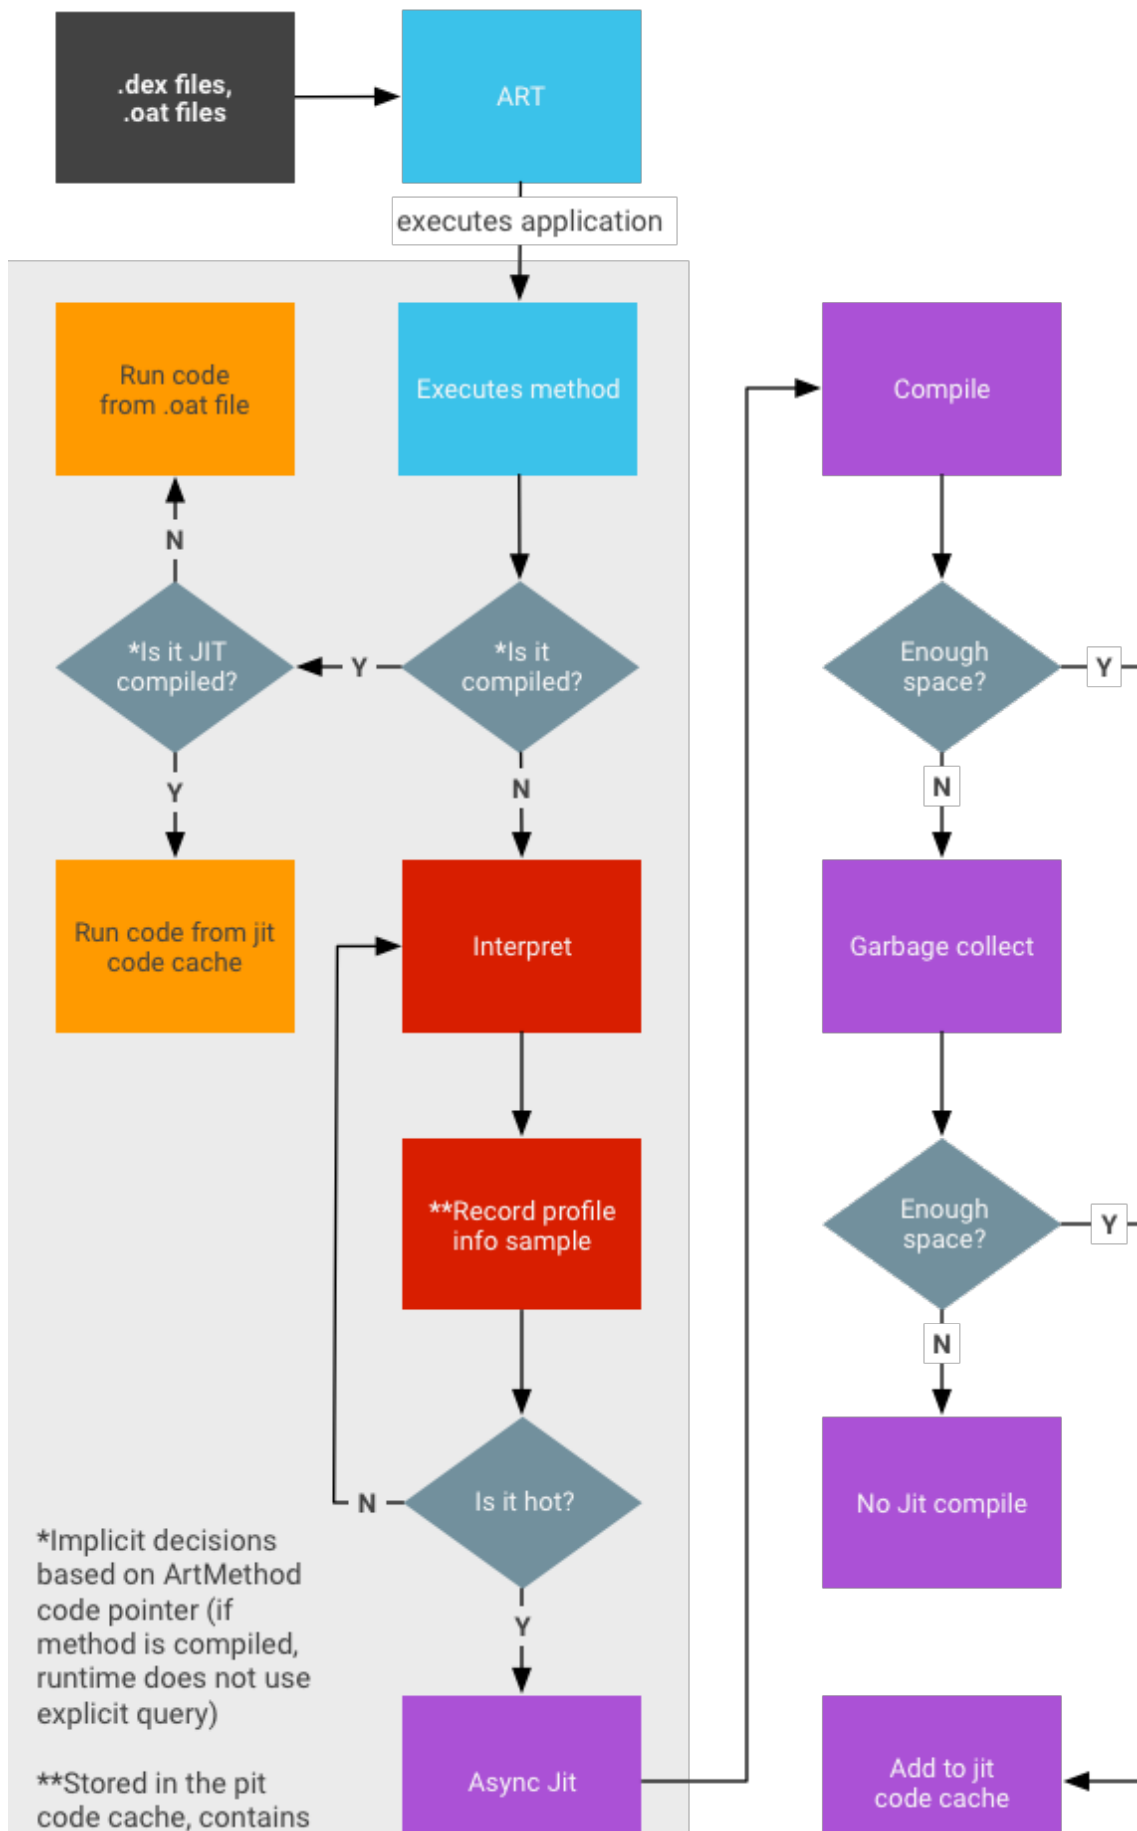 .dex files,
.oat files
ART
executes application
Run code
from .oat file
Executes method
Compile
N
*Is it JIT
compiled?
Y
*Is it
compiled?
Enough
space?
Y
Y
N
N
Run code from jit
code cache
Interpret
Garbage collect
**Record profile
info sample
Enough
space?
Y
N
N
Is it hot?
No Jit compile
*Implicit decisions
based on ArtMethod
code pointer (if
method is compiled,
runtime does not use
explicit query)
Y
**Stored in the pit
code cache, contains
Async Jit
Add to jit
code cache